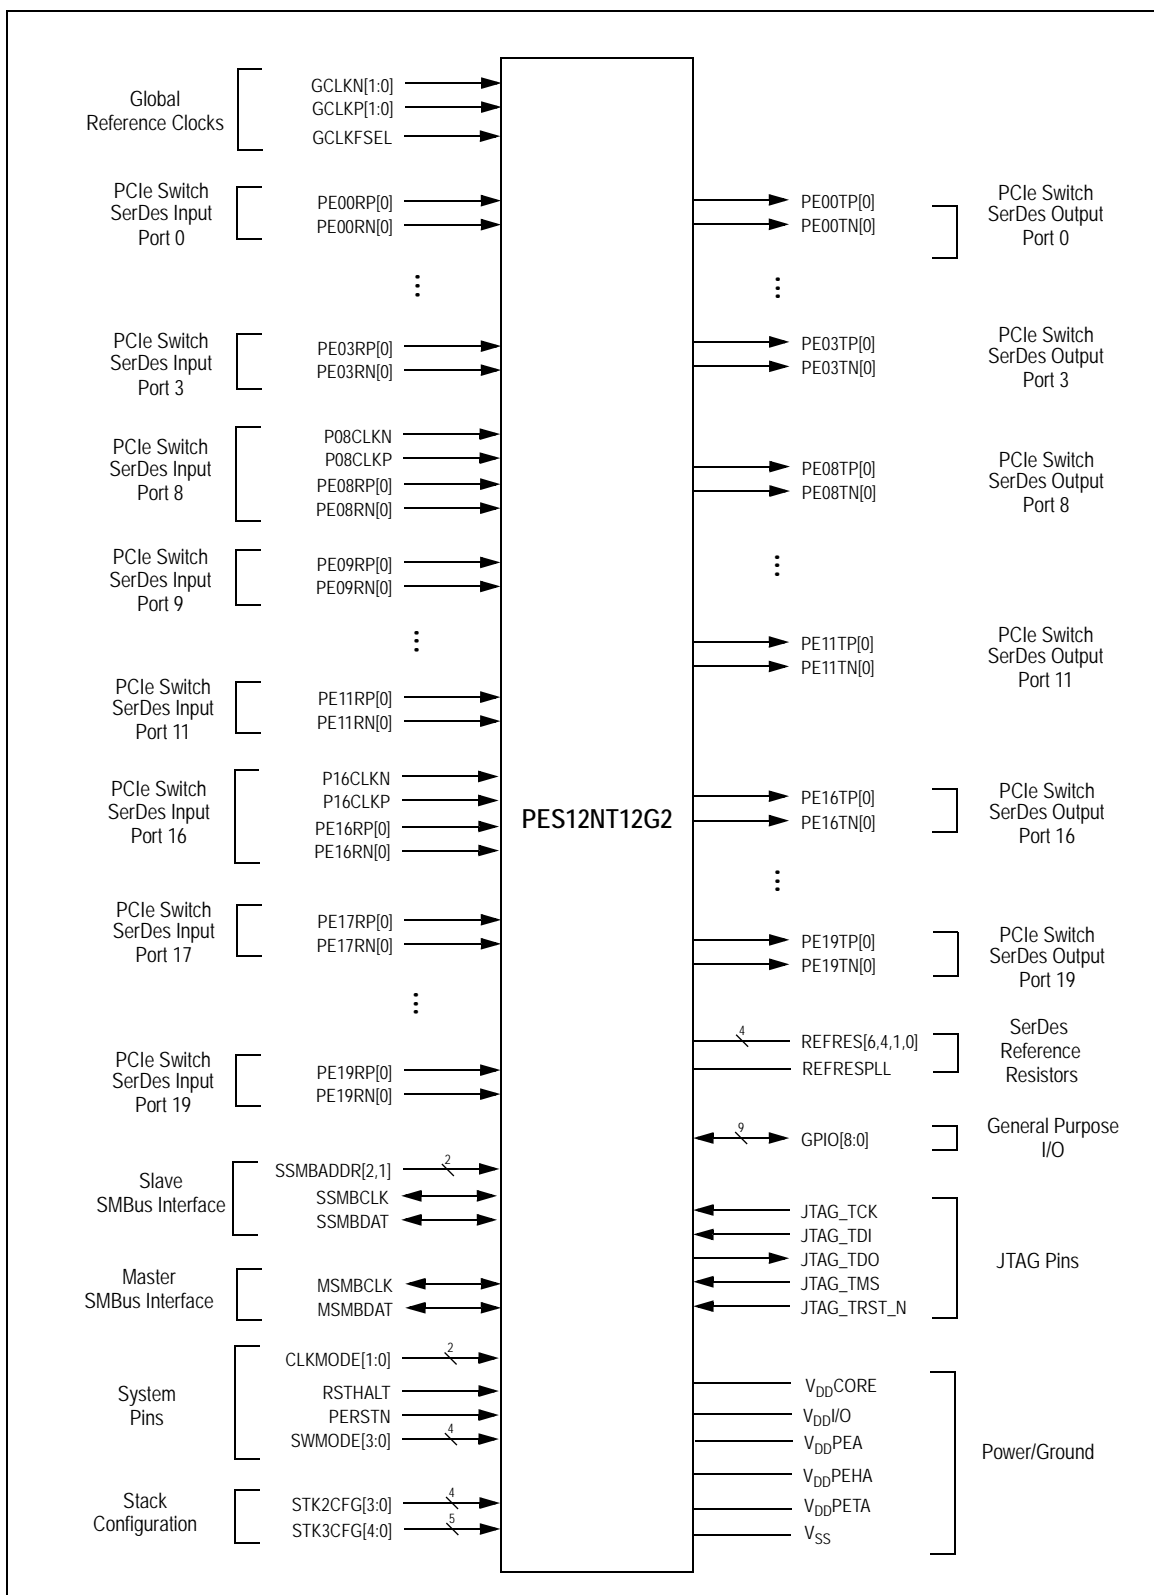 Global
Reference Clocks
GCLKN[1:0]
GCLKP[1:0]
GCLKFSEL
PCIe Switch
SerDes Input
Port 0
PE00RP[0]
PE00RN[0]
PCIe Switch
SerDes Input
Port 3
PE03RP[0]
PE03RN[0]
PCIe Switch
SerDes Input
Port 8
P08CLKN
P08CLKP
PE08RP[0]
PE08RN[0]
PCIe Switch
SerDes Input
Port 9
PE09RP[0]
PE09RN[0]
PCIe Switch
SerDes Input
Port 11
PE11RP[0]
PE11RN[0]
PCIe Switch
SerDes Input
Port 16
P16CLKN
P16CLKP
PE16RP[0]
PE16RN[0]
PCIe Switch
SerDes Input
Port 17
PE17RP[0]
PE17RN[0]
PCIe Switch
SerDes Input
Port 19
PE19RP[0]
PE19RN[0]
Slave
SMBus Interface
SSMBADDR[2,1]
2
SSMBCLK
SSMBDAT
Master
SMBus Interface
MSMBCLK
MSMBDAT
System
Pins
CLKMODE[1:0]
2
RSTHALT
PERSTN
SWMODE[3:0]
4
Stack
Configuration
STK2CFG[3:0]
4
STK3CFG[4:0]
5
PES12NT12G2
PE00TP[0]
PE00TN[0]
PCIe Switch
SerDes Output
Port 0
PE03TP[0]
PE03TN[0]
PCIe Switch
SerDes Output
Port 3
PE08TP[0]
PE08TN[0]
PCIe Switch
SerDes Output
Port 8
PE11TP[0]
PE11TN[0]
PCIe Switch
SerDes Output
Port 11
PE16TP[0]
PE16TN[0]
PCIe Switch
SerDes Output
Port 16
PE19TP[0]
PE19TN[0]
PCIe Switch
SerDes Output
Port 19
4
REFRES[6,4,1,0]
REFRESPLL
SerDes
Reference
Resistors
9
GPIO[8:0]
General Purpose
I/O
JTAG_TCK
JTAG_TDI
JTAG_TDO
JTAG_TMS
JTAG_TRST_N
JTAG Pins
VDDCORE
VDDI/O
VDDPEA
VDDPEHA
VDDPETA
VSS
Power/Ground